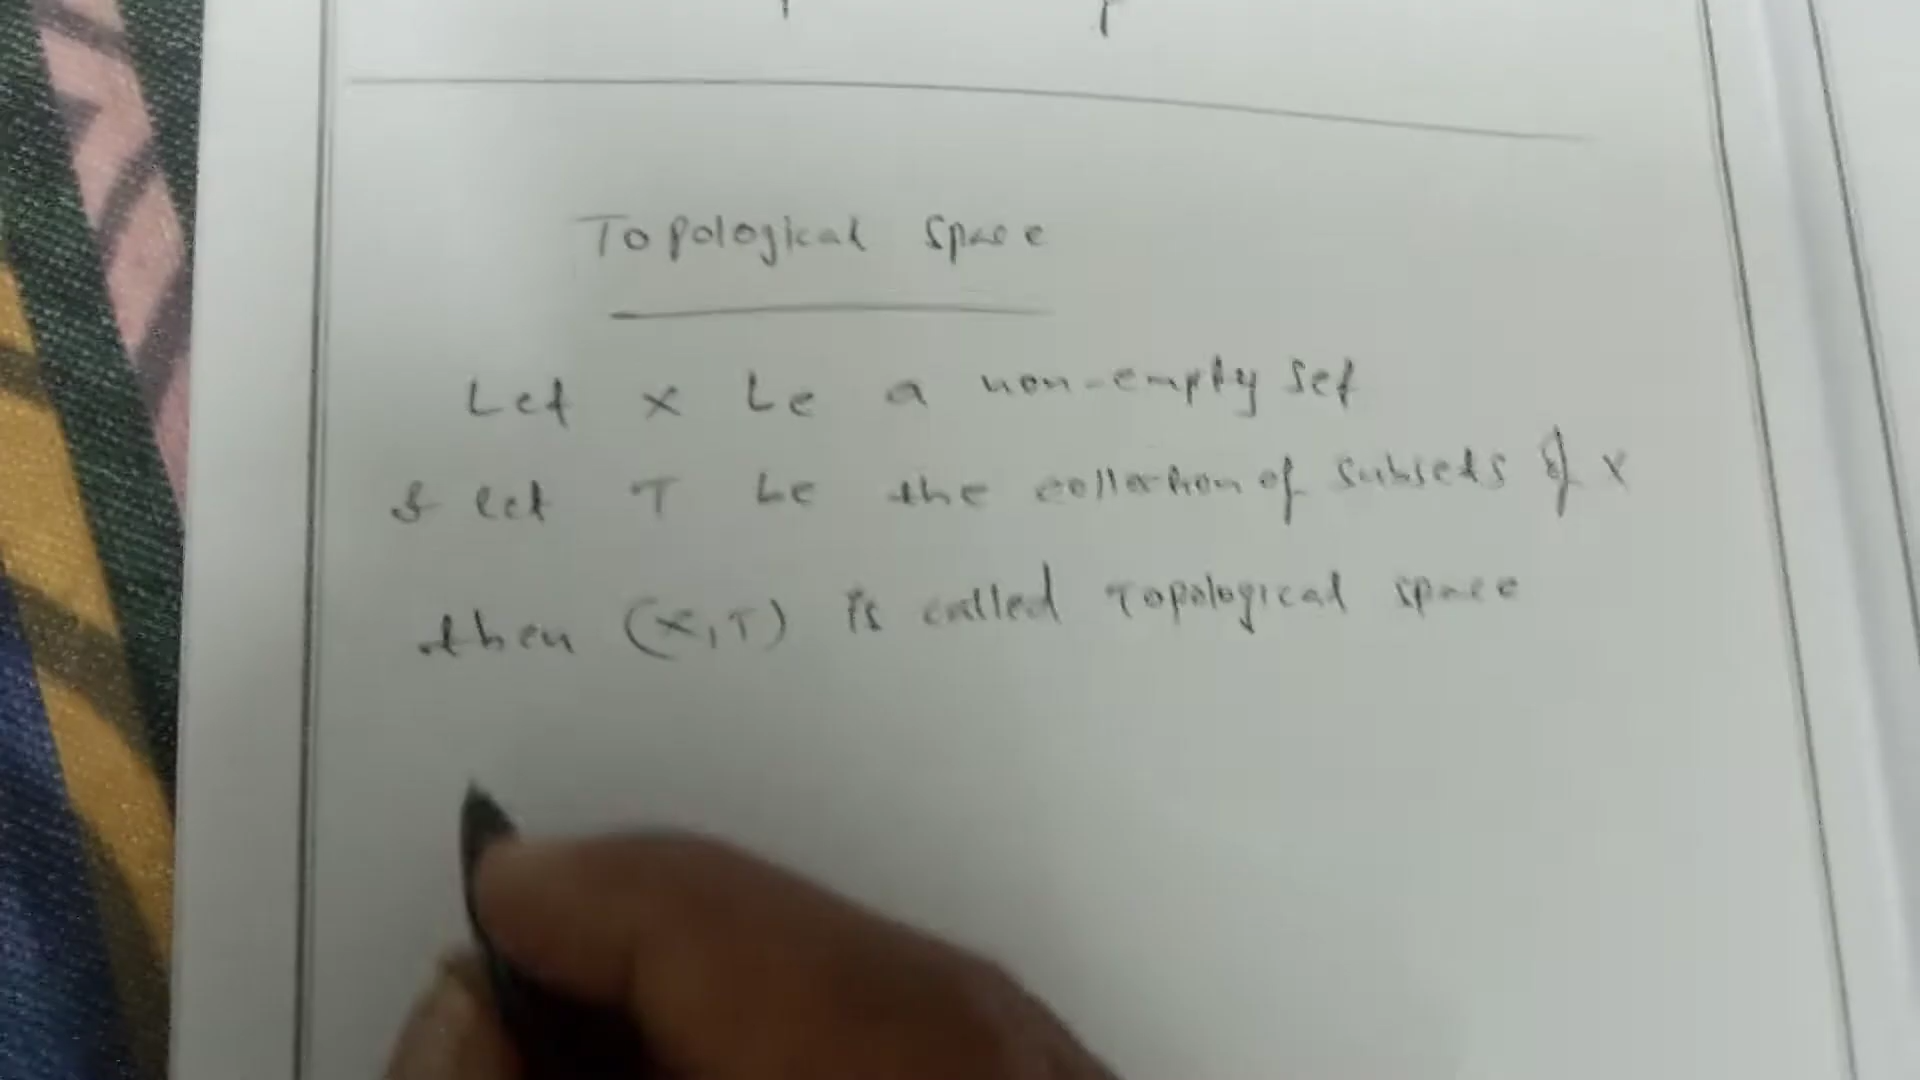 Topological Space
Let x be a non-empty set
& let T be the collection of subsets of x
then (x,T) is called Topological space